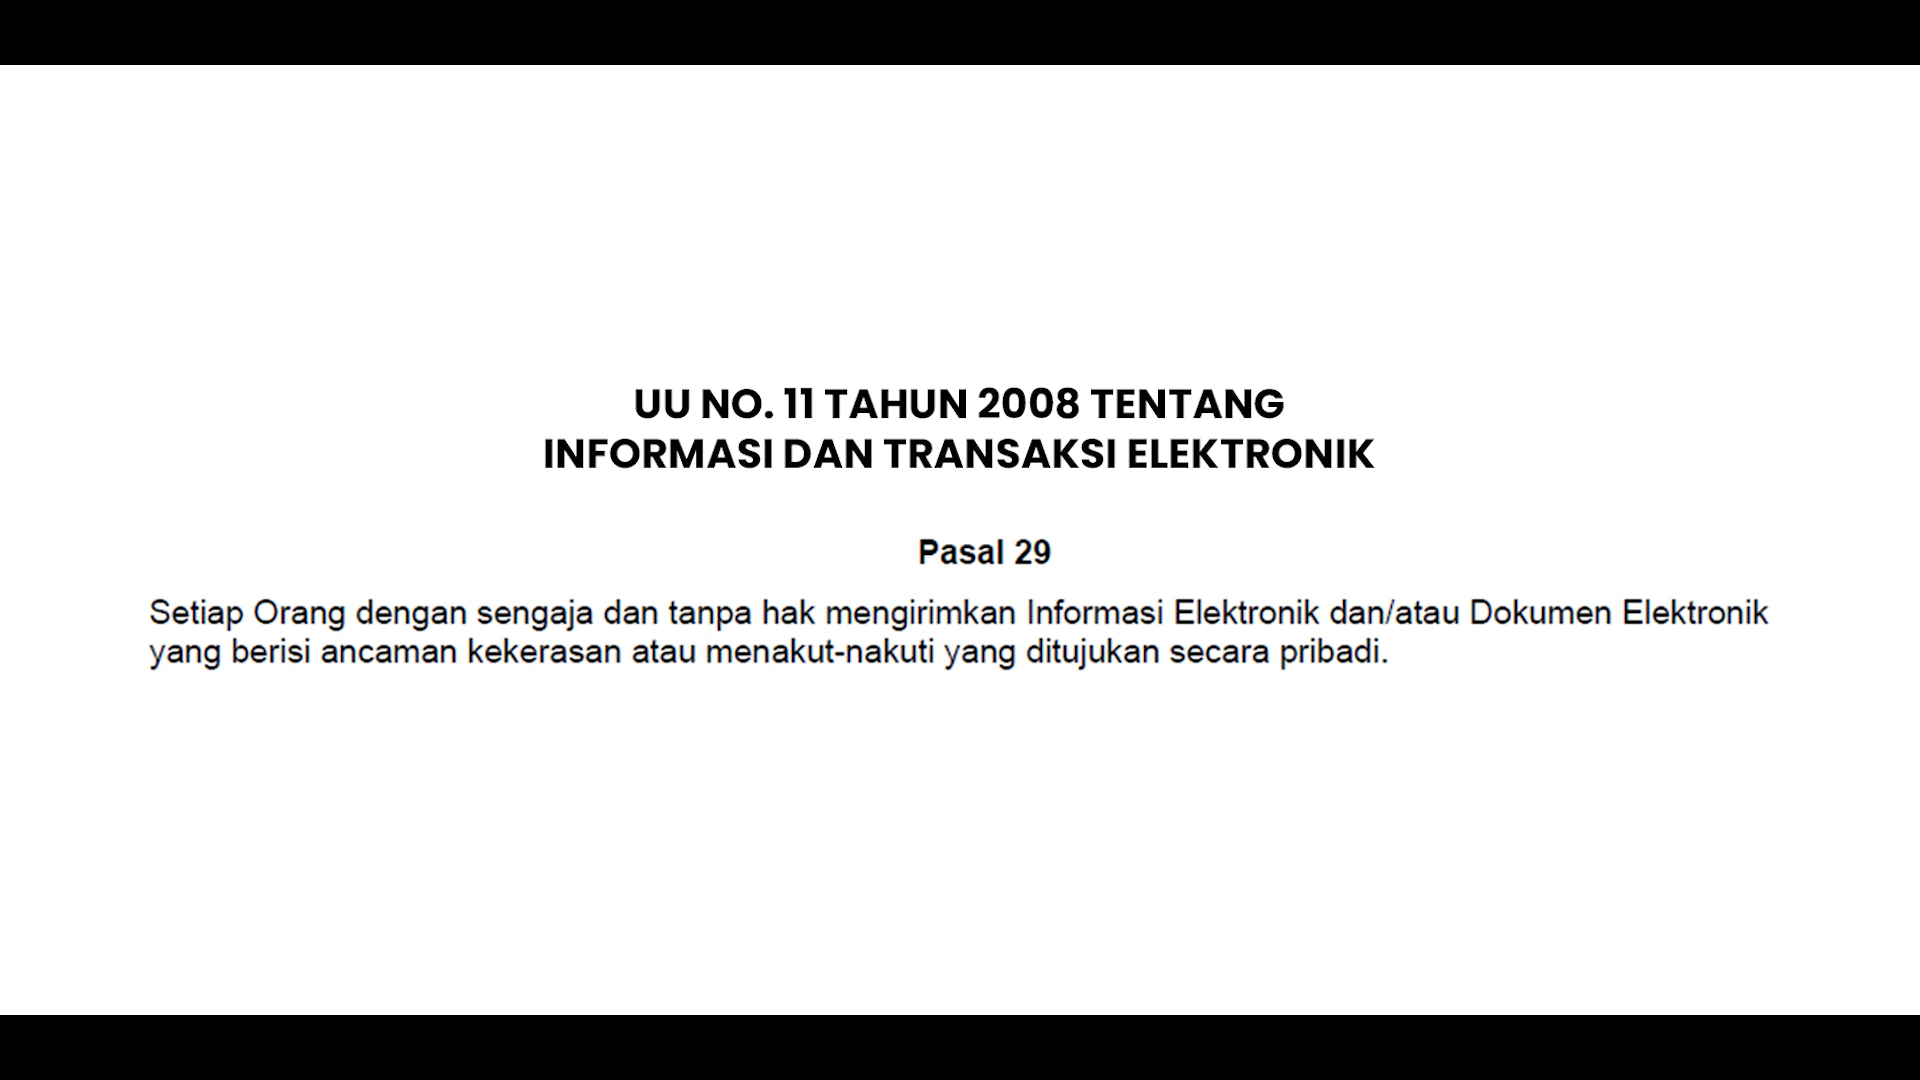 UU NO. 11 TAHUN 2008 TENTANG
INFORMASI DAN TRANSAKSI ELEKTRONIK
Pasal 29
Setiap Orang dengan sengaja dan tanpa hak mengirimkan Informasi Elektronik dan/atau Dokumen Elektronik
yang berisi ancaman kekerasan atau menakut-nakuti yang ditujukan secara pribadi.